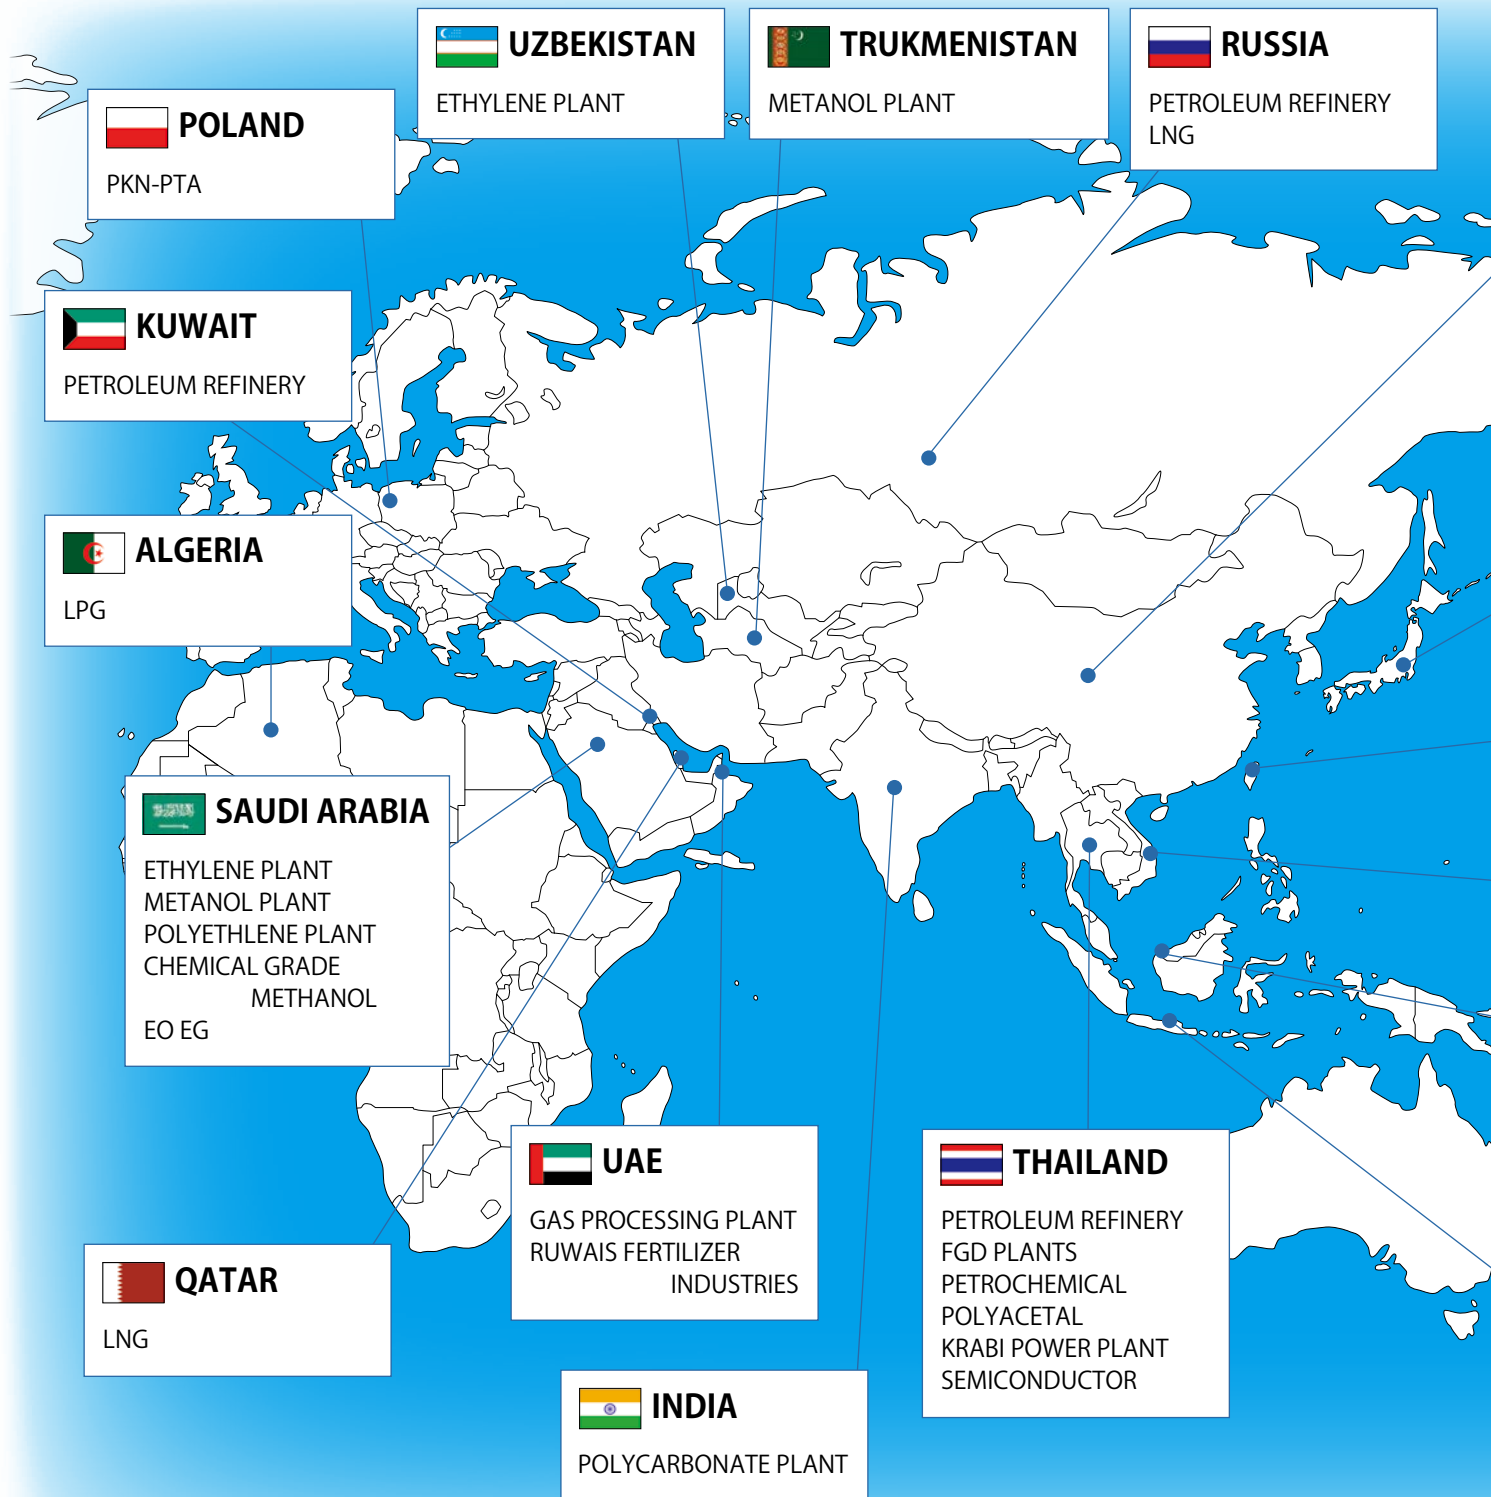 UZBEKISTAN
ETHYLENE PLANT
TRUKMENISTAN
METANOL PLANT
RUSSIA
PETROLEUM REFINERY
LNG
POLAND
PKN-PTA
KUWAIT
PETROLEUM REFINERY
ALGERIA
LPG
SAUDI ARABIA
ETHYLENE PLANT
METANOL PLANT
POLYETHLENE PLANT
CHEMICAL GRADE
METHANOL
EO EG
UAE
GAS PROCESSING PLANT
RUWAIS FERTILIZER
INDUSTRIES
THAILAND
PETROLEUM REFINERY
FGD PLANTS
PETROCHEMICAL
POLYACETAL
KRABI POWER PLANT
SEMICONDUCTOR
QATAR
LNG
INDIA
POLYCARBONATE PLANT